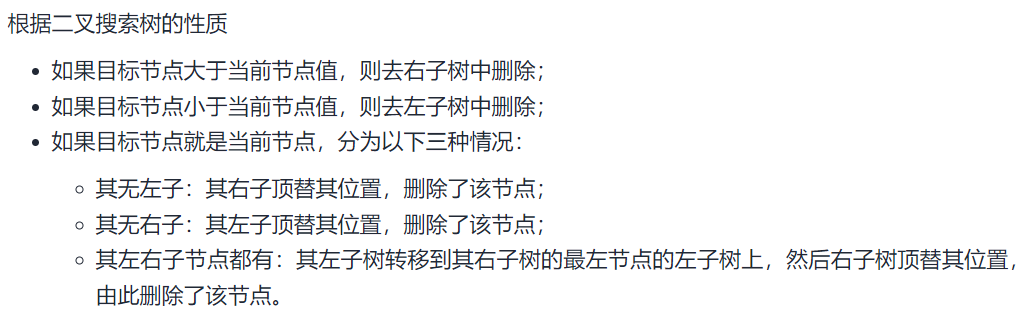 根据二叉搜索树的性质
如果目标节点大于当前节点值，则去右子树中删除；
如果目标节点小于当前节点值，则去左子树中删除；
如果目标节点就是当前节点，分为以下三种情况：
其无左子：其右子顶替其位置，删除了该节点；
其无右子：其左子顶替其位置，删除了该节点；
其左右子节点都有：其左子树转移到其右子树的最左节点的左子树上，然后右子树顶替其位置，
由此删除了该节点。